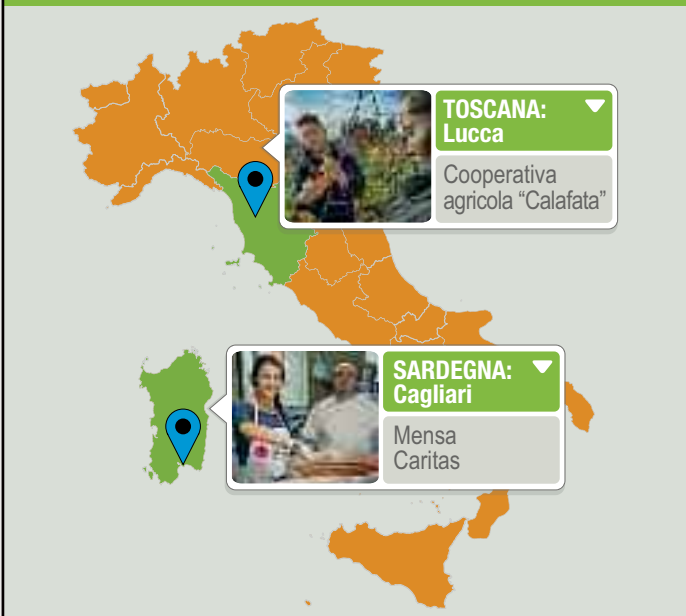 TOSCANA:
Lucca
Cooperativa
agricola “Calafata”
SARDEGNA:
Cagliari
Mensa
Caritas